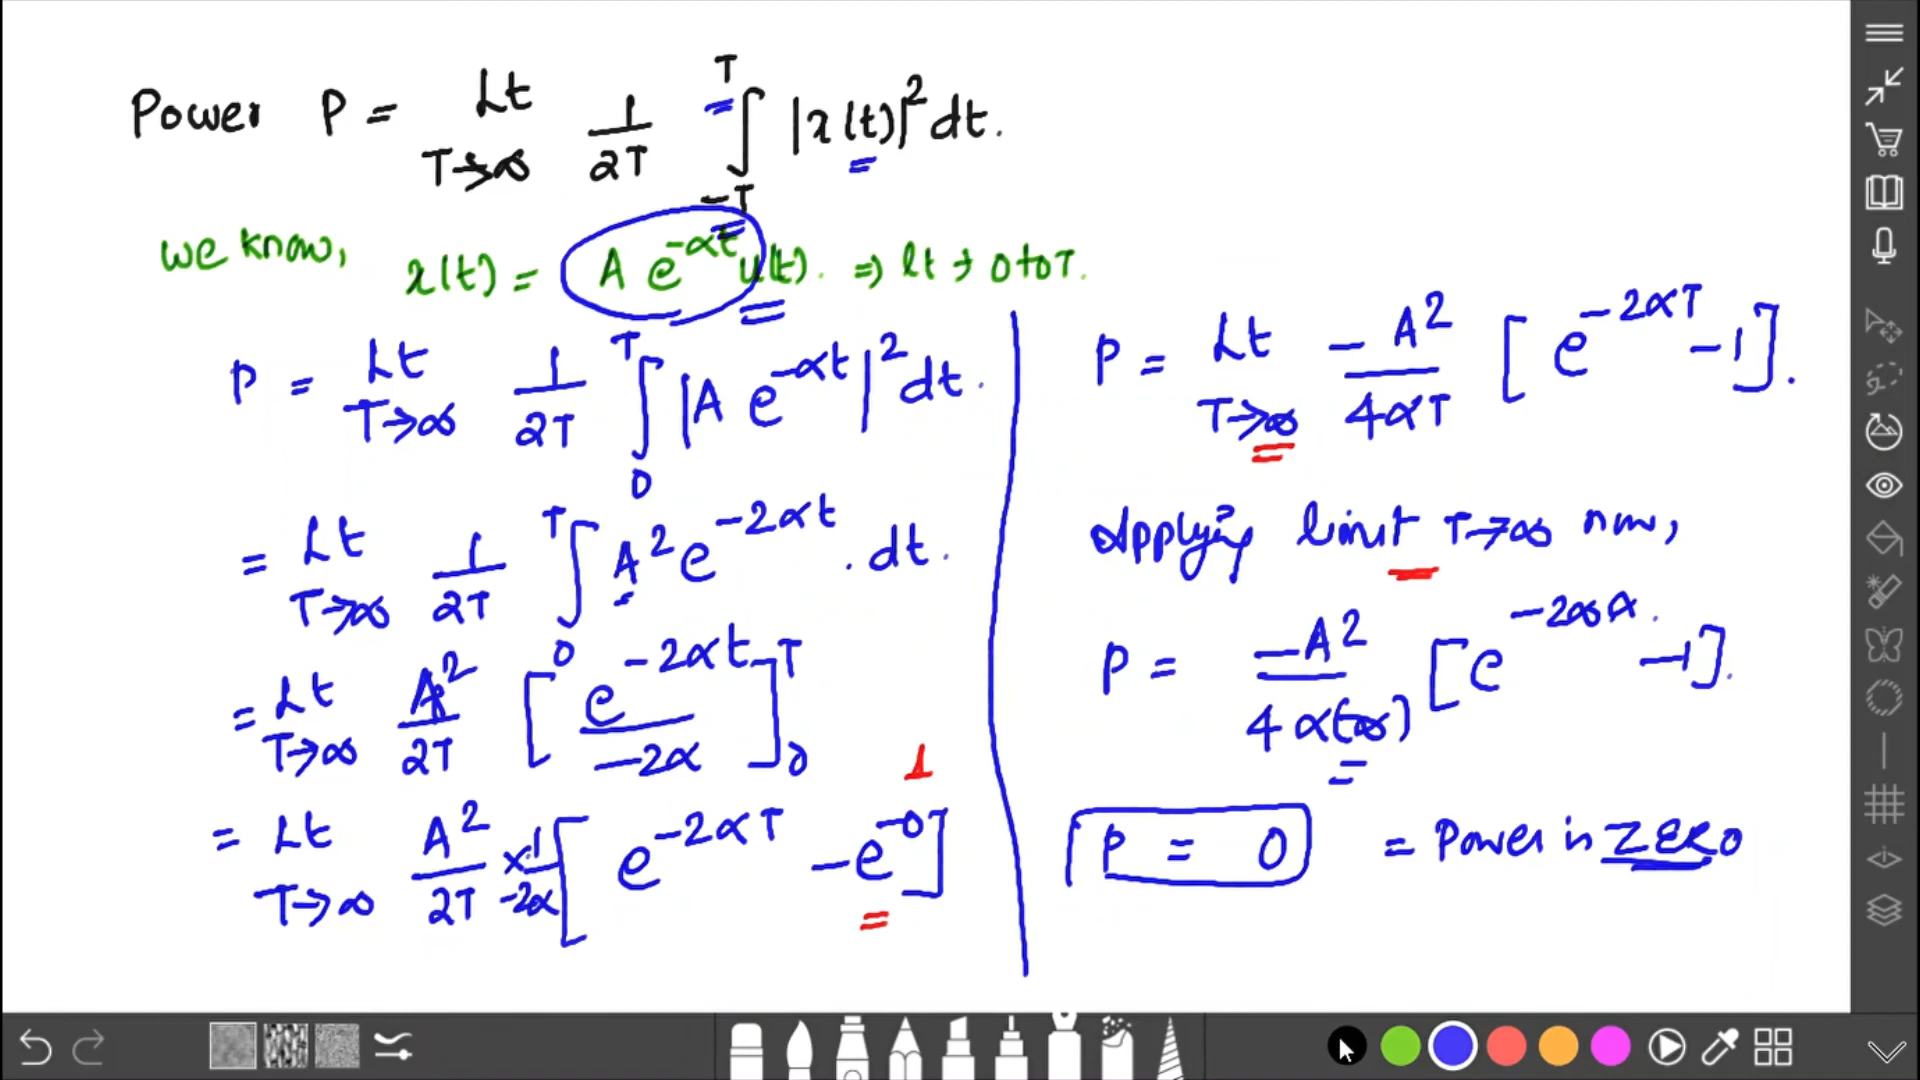 Power P = Lt T→∞ 1/2T ∫_{-T}^{T} |x(t)|² dt.
we know, x(t) = A e^{-αt} u(t). ⇒ lt → 0 to T.
P = Lt T→∞ 1/2T ∫_0^T |A e^{-αt}|² dt.
= Lt T→∞ 1/2T ∫_0^T A² e^{-2αt} . dt.
= Lt T→∞ A²/2T [e^{-2αt}/-2α]_0^T
= Lt T→∞ A²/2T × 1/-2α [e^{-2αT} - e^{-0}] 1
P = Lt T→∞ -A²/4αT [e^{-2αT} -1].
Applying limit T→∞ now,
P = -A²/4α(∞) [e^{-2∞α} -1].
P = 0 = Power is ZERO